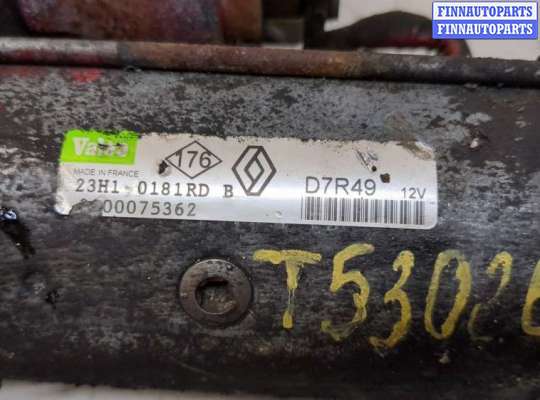 FINNAUTOPARTS
FINNAUTOPARTS
Valeo
176
MADE IN FRANCE
23H1-0181RD B
D7R49
12V
00075362
T5302